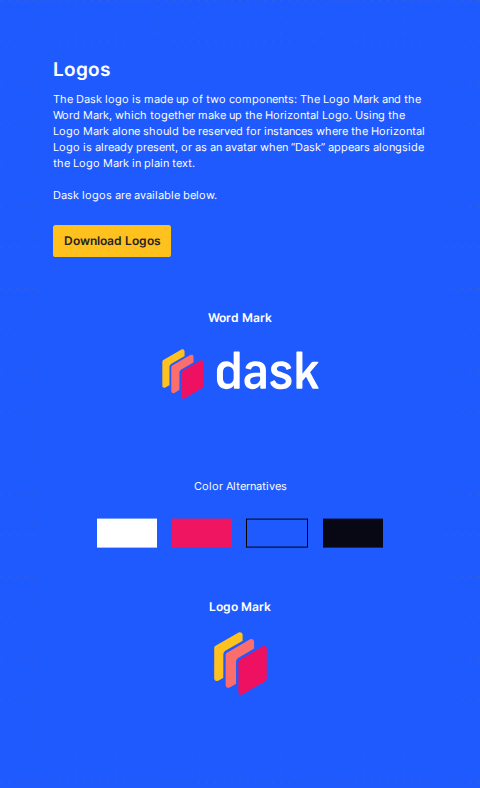 Logos
The Dask logo is made up of two components: The Logo Mark and the
Word Mark, which together make up the Horizontal Logo. Using the
Logo Mark alone should be reserved for instances where the Horizontal
Logo is already present, or as an avatar when “Dask” appears alongside
the Logo Mark in plain text.
Dask logos are available below.
Download Logos
Word Mark
dask
Color Alternatives
Logo Mark